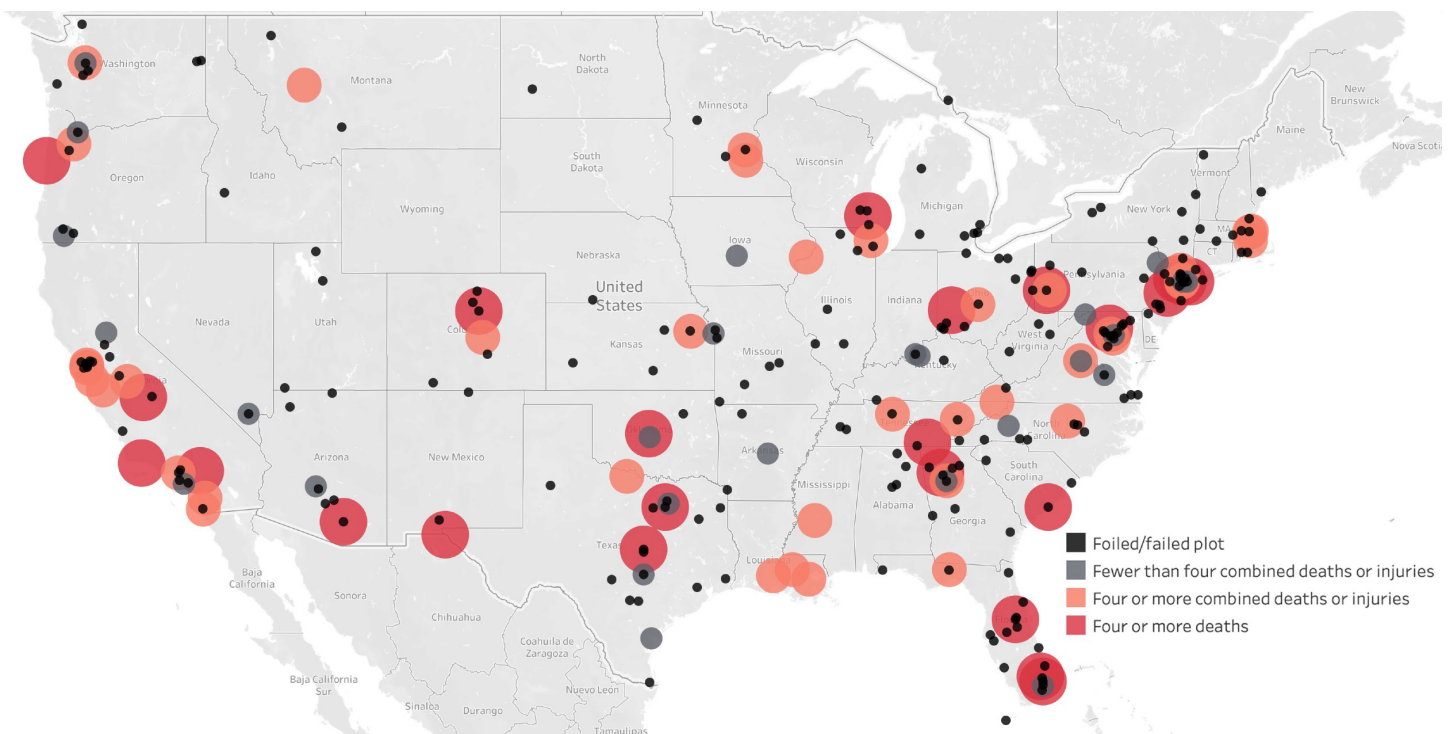 North
Dakota
Washington
Montana
Minnesota
New
Brunswick
Maine
Nova Scotia
South
Dakota
Wisconsin
Vermont
Oregon
Idaho
Michigan
New York
Wyoming
MA
Iowa
CT
Nebraska
Pennsylvania
United
States
Illinois
Indiana
Nevada
Utah
West
Virginia
DE
Kansas
Missouri
Kentucky
North
Carolina
Arizona
New Mexico
Arkansas
South
Carolina
Mississippi
Alabama
Georgia
Texas
Baja
California
Sonora
Chihuahua
Coahuila de
Zaragoza
Baja California
Sur
Nuevo León
Sinaloa
Durango
Tamaulipas
Foiled/failed plot
Fewer than four combined deaths or injuries
Four or more combined deaths or injuries
Four or more deaths